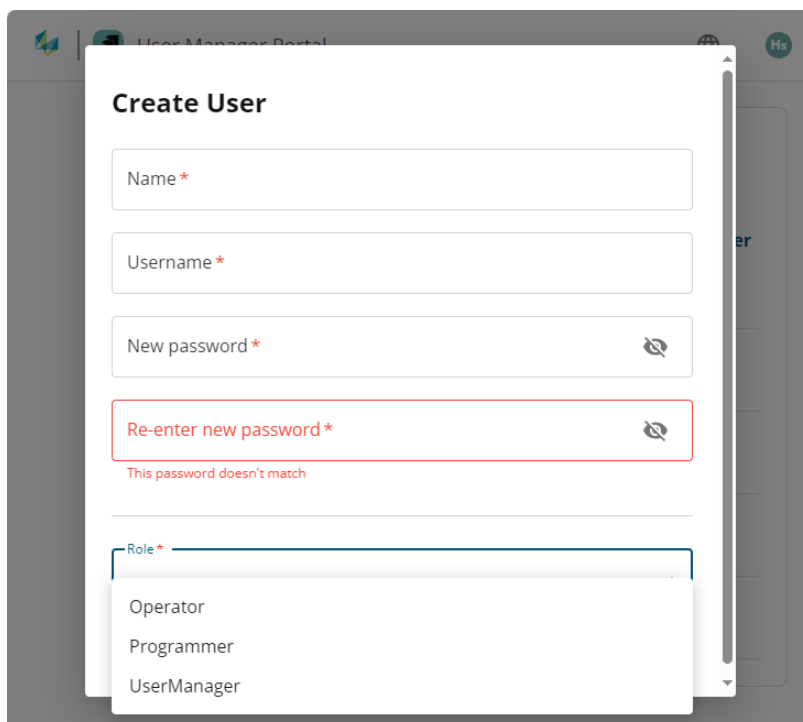 User Manager Portal
Hs
Create User
Name *
Username *
New password *
Re-enter new password *
This password doesn't match
Role *
Operator
Programmer
UserManager
er